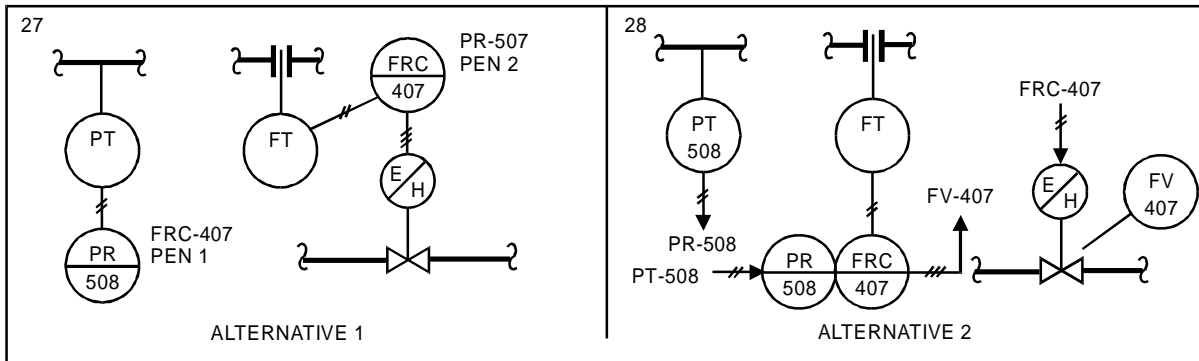 27
PT
PR
508
FRC-407
PEN 1
FT
FRC
407
PR-507
PEN 2
E
H
ALTERNATIVE 1
28
PT
508
PR-508
PT-508
PR
508
FT
FRC
407
FV-407
FRC-407
E
H
FV
407
ALTERNATIVE 2